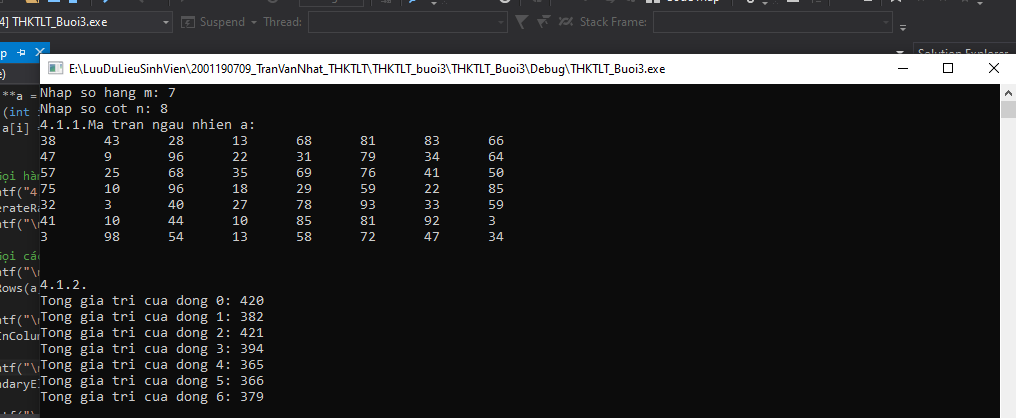 4] THKTLT_Buoi3.exe Suspend Thread: Stack Frame:
E:\LuuDuLieuSinhVien\2001190709_TranVanNhat_THKTLT\THKTLT_buoi3\THKTLT_Buoi3\Debug\THKTLT_Buoi3.exe
Nhap so hang m: 7
Nhap so cot n: 8
4.1.1.Ma tran ngau nhien a:
38 43 28 13 68 81 83 66
47 9 96 22 31 79 34 64
57 25 68 35 69 76 41 50
75 10 96 18 29 59 22 85
32 3 40 27 78 93 33 59
41 10 44 10 85 81 92 3
3 98 54 13 58 72 47 34
4.1.2.
Tong gia tri cua dong 0: 420
Tong gia tri cua dong 1: 382
Tong gia tri cua dong 2: 421
Tong gia tri cua dong 3: 394
Tong gia tri cua dong 4: 365
Tong gia tri cua dong 5: 366
Tong gia tri cua dong 6: 379